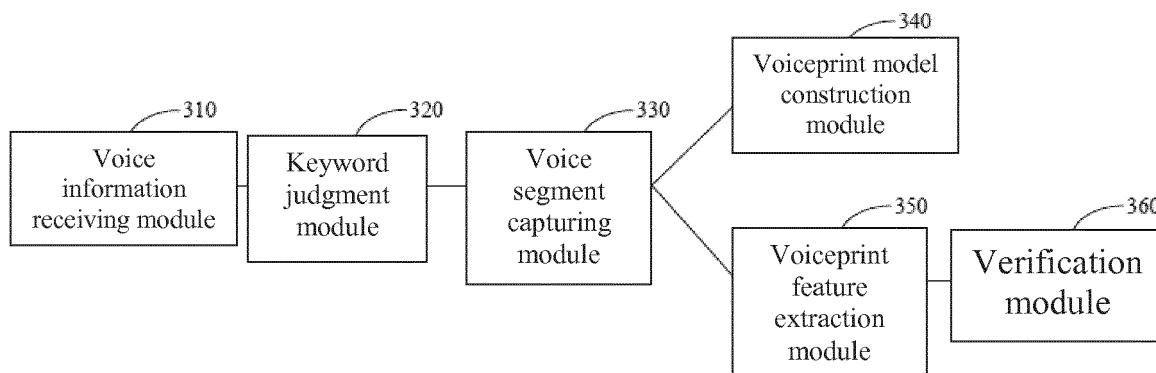 310
Voice
information
receiving module
320
Keyword
judgment
module
330
Voice
segment
capturing
module
340
Voiceprint model
construction
module
350
Voiceprint
feature
extraction
module
360
Verification
module